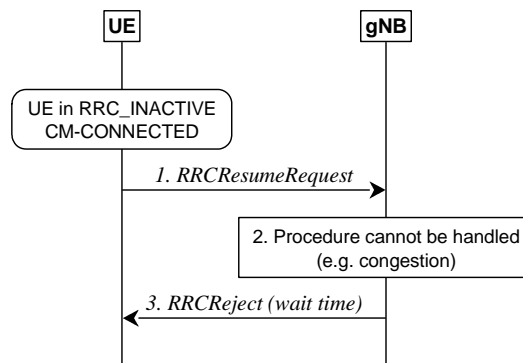 UE
gNB
UE in RRC_INACTIVE
CM-CONNECTED
1. RRCResumeRequest
2. Procedure cannot be handled
(e.g. congestion)
3. RRCReject (wait time)